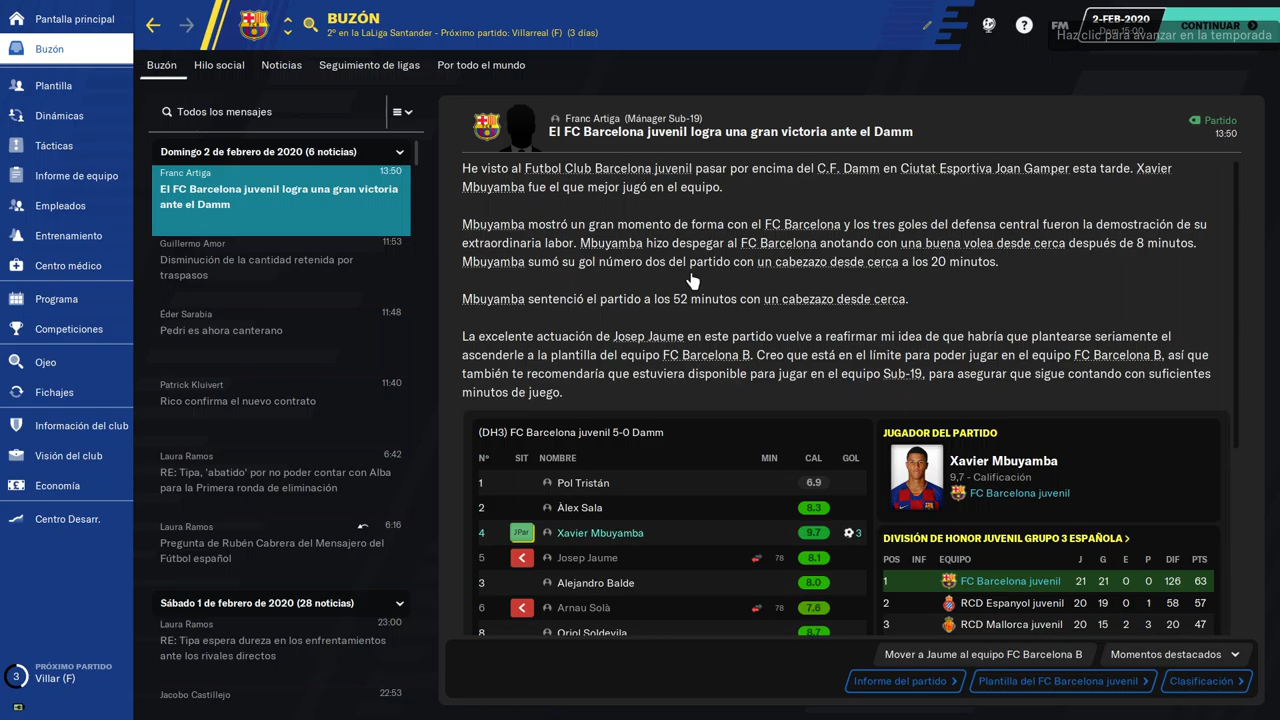 Pantalla principal
Buzón
Plantilla
Dinámicas
Tácticas
Informe de equipo
Empleados
Entrenamiento
Centro médico
Programa
Competiciones
Ojeo
Fichajes
Información del club
Visión del club
Economía
Centro Desarr.
3
PRÓXIMO PARTIDO
Villar (F)
BUZÓN
2º en la LaLiga Santander - Próximo partido: Villarreal (F) (3 días)
?
FM
2-FEB-2020
Dom 15:00
CONTINUAR
Haz clic para avanzar en la temporada
Buzón Hilo social Noticias Seguimiento de ligas Por todo el mundo
Todos los mensajes
Domingo 2 de febrero de 2020 (6 noticias)
Franc Artiga 13:50
El FC Barcelona juvenil logra una gran victoria
ante el Damm
Guillermo Amor 11:53
Disminución de la cantidad retenida por
traspasos
Éder Sarabia 11:48
Pedri es ahora canterano
Patrick Kluivert 11:40
Rico confirma el nuevo contrato
Laura Ramos 6:42
RE: Tipa, 'abatido' por no poder contar con Alba
para la Primera ronda de eliminación
Laura Ramos 6:16
Pregunta de Rubén Cabrera del Mensajero del
Fútbol español
Sábado 1 de febrero de 2020 (28 noticias)
Laura Ramos 23:00
RE: Tipa espera dureza en los enfrentamientos
ante los rivales directos
Jacobo Castillejo 22:53
Franc Artiga (Mánager Sub-19)
El FC Barcelona juvenil logra una gran victoria ante el Damm
Partido
13:50
He visto al Futbol Club Barcelona juvenil pasar por encima del C.F. Damm en Ciutat Esportiva Joan Gamper esta tarde. Xavier
Mbuyamba fue el que mejor jugó en el equipo.
Mbuyamba mostró un gran momento de forma con el FC Barcelona y los tres goles del defensa central fueron la demostración de su
extraordinaria labor. Mbuyamba hizo despegar al FC Barcelona anotando con una buena volea desde cerca después de 8 minutos.
Mbuyamba sumó su gol número dos del partido con un cabezazo desde cerca a los 20 minutos.
Mbuyamba sentenció el partido a los 52 minutos con un cabezazo desde cerca.
La excelente actuación de Josep Jaume en este partido vuelve a reafirmar mi idea de que habría que plantearse seriamente el
ascenderle a la plantilla del equipo FC Barcelona B. Creo que está en el límite para poder jugar en el equipo FC Barcelona B, así que
también te recomendaría que estuviera disponible para jugar en el equipo Sub-19, para asegurar que sigue contando con suficientes
minutos de juego.
(DH3) FC Barcelona juvenil 5-0 Damm
Nº SIT NOMBRE MIN CAL GOL
1 Pol Tristán 6.9
2 Àlex Sala 8.3
4 JPar Xavier Mbuyamba 9.7 3
5 Josep Jaume 78 8.1
3 Alejandro Balde 8.0
6 Arnau Solà 78 7.6
8 Oriol Soldevila 8.7
JUGADOR DEL PARTIDO
Xavier Mbuyamba
9,7 - Calificación
FC Barcelona juvenil
DIVISIÓN DE HONOR JUVENIL GRUPO 3 ESPAÑOLA
POS INF EQUIPO J G E P DIF PTS
1 FC Barcelona juvenil 21 21 0 0 126 63
2 RCD Espanyol juvenil 20 19 0 1 58 57
3 RCD Mallorca juvenil 20 15 2 3 20 47
Mover a Jaume al equipo FC Barcelona B
Momentos destacados
Informe del partido
Plantilla del FC Barcelona juvenil
Clasificación